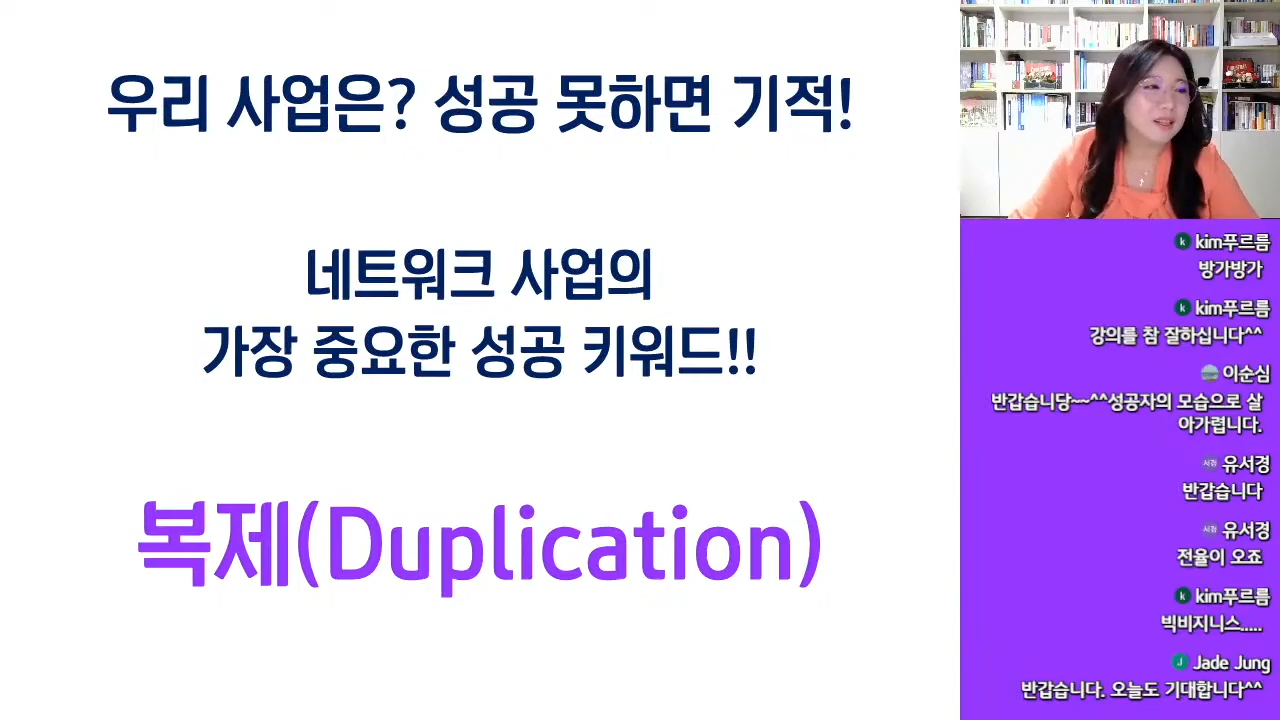 우리 사업은? 성공 못하면 기적!
네트워크 사업의
가장 중요한 성공 키워드!!
복제(Duplication)
k kim푸르름
방가방가
k kim푸르름
강의를 참 잘하십니다^^
이순심
반갑습니당~~^^성공자의 모습으로 살
아가렵니다.
서경 유서경
반갑습니다
서경 유서경
전율이 오죠
k kim푸르름
빅비지니스.....
J Jade Jung
반갑습니다. 오늘도 기대합니다^^